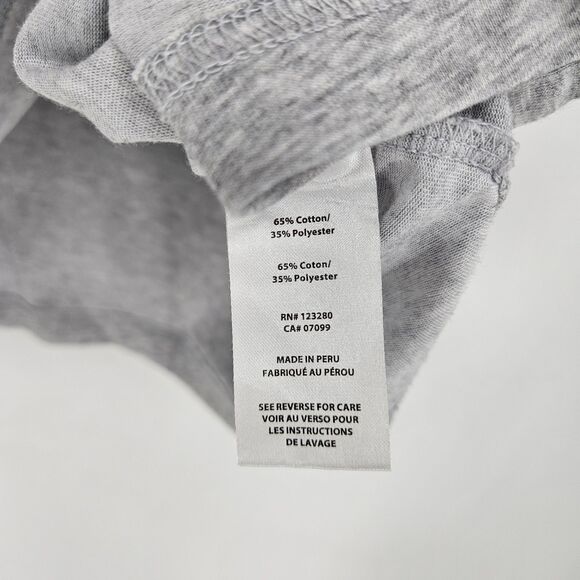 65% Cotton/
35% Polyester
65% Coton/
35% Polyester
RN# 123280
CA# 07099
MADE IN PERU
FABRIQUÉ AU PÉROU
SEE REVERSE FOR CARE
VOIR AU VERSO POUR
LES INSTRUCTIONS
DE LAVAGE